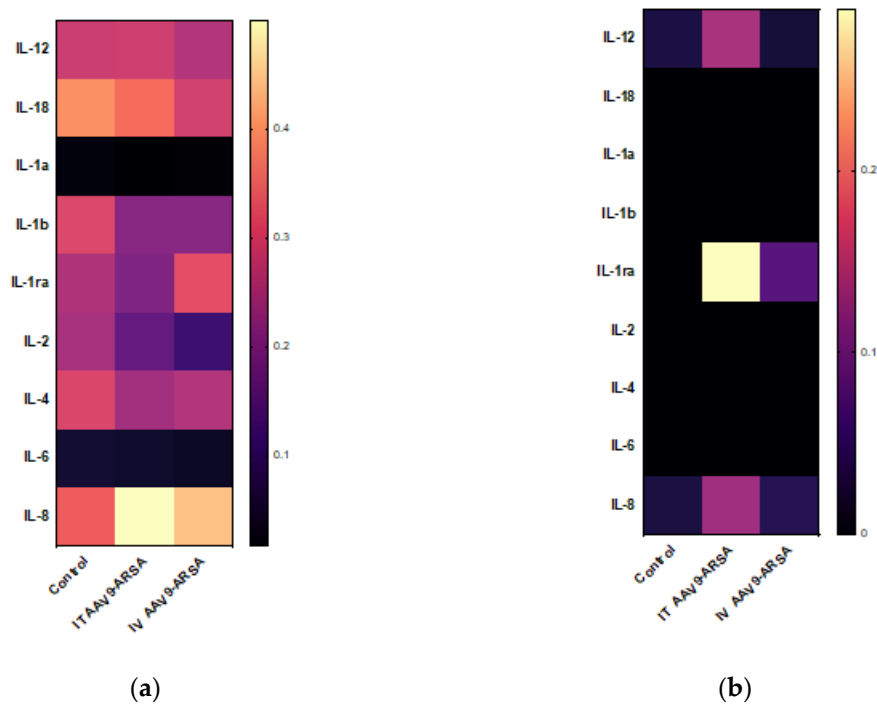 IL-12
IL-18
IL-1a
IL-1b
IL-1ra
IL-2
IL-4
IL-6
IL-8
Control
ITAAv9-ARSA
Iv AAv9-ARSA
0.4
0.3
0.2
0.1
(a)
IL-12
IL-18
IL-1a
IL-1b
IL-1ra
IL-2
IL-4
IL-6
IL-8
Control
IT AAv9-ARSA
Iv AAv9-ARSA
0.2
0.1
0
(b)